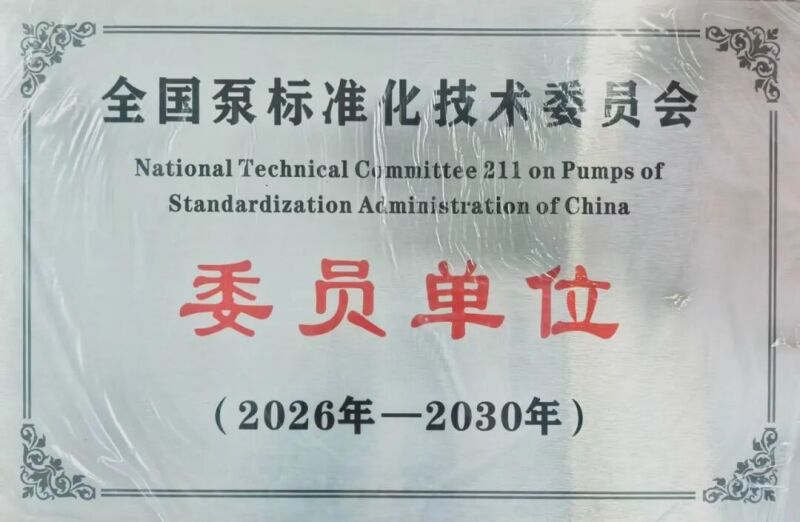 全国泵标准化技术委员会
National Technical Committee 211 on Pumps of
Standardization Administration of China
委员单位
（2026年—2030年）